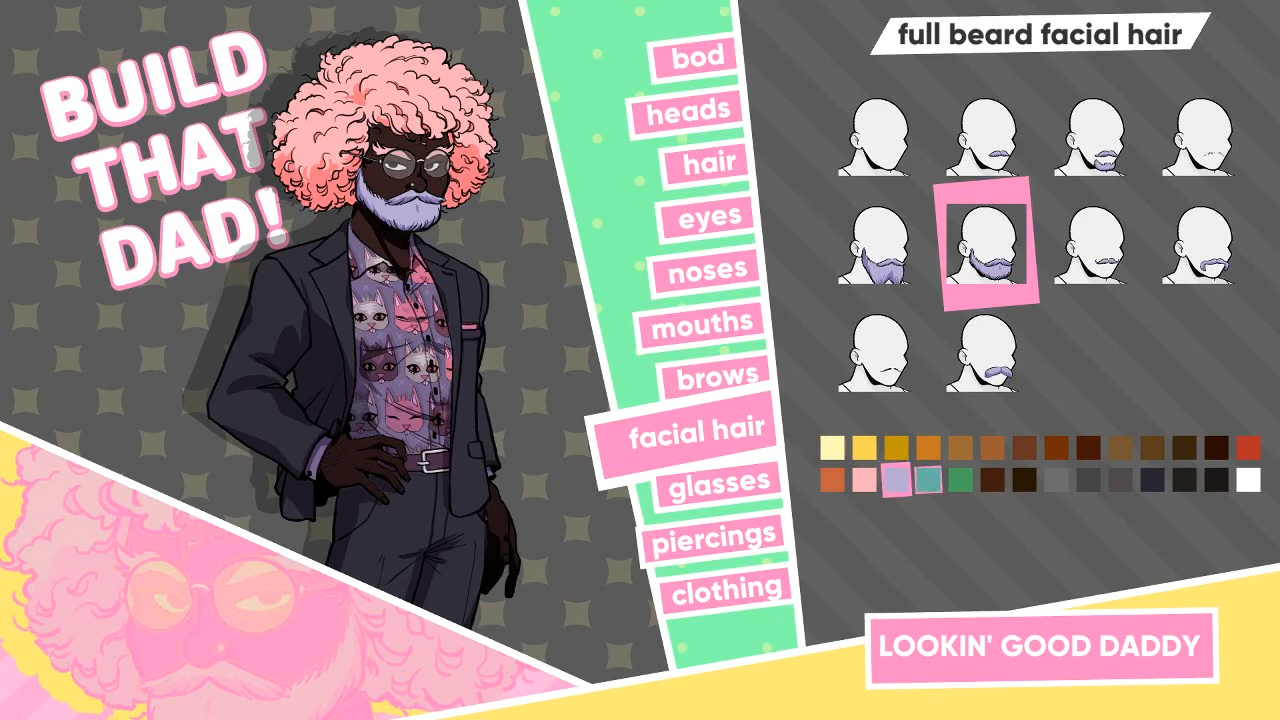 BUILD
THAT
DAD!
bod
heads
hair
eyes
noses
mouths
brows
facial hair
glasses
piercings
clothing
full beard facial hair
LOOKIN' GOOD DADDY